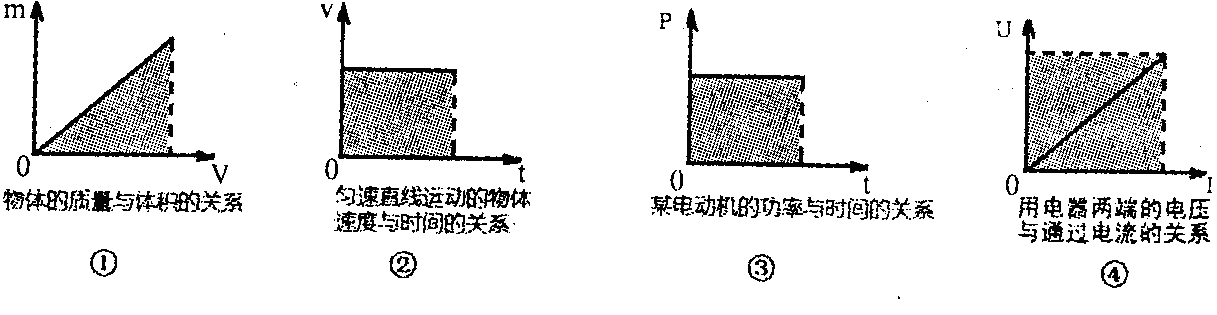 m
0
V
物体的质量与体积的关系
①
v
0
t
匀速直线运动的物体
速度与时间的关系
②
P
0
t
某电动机的功率与时间的关系
③
U
0
I
用电器两端的电压
与通过电流的关系
④